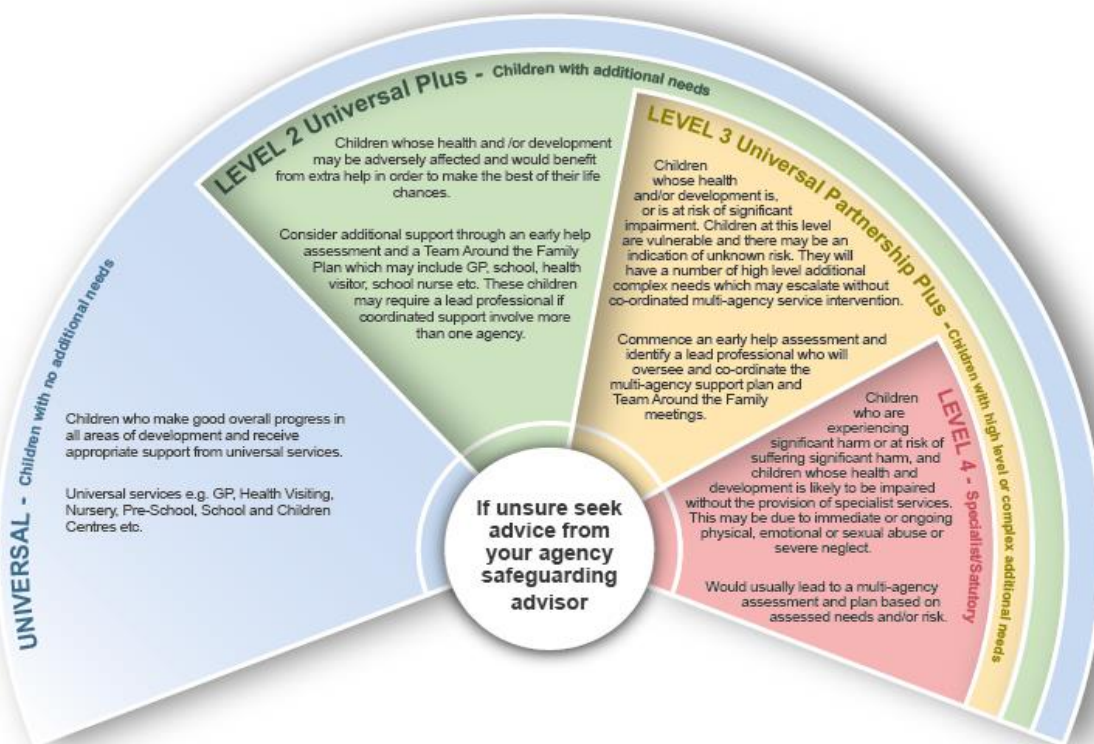 UNIVERSAL - Children with no additional needs
Children who make good overall progress in
all areas of development and receive
appropriate support from universal services.
Universal services e.g. GP, Health Visiting,
Nursery, Pre-School, School and Children
Centres etc.
LEVEL 2 Universal Plus - Children with additional needs
Children whose health and /or development
may be adversely affected and would benefit
from extra help in order to make the best of their life
chances.
Consider additional support through an early help
assessment and a Team Around the Family
Plan which may include GP, school, health
visitor, school nurse etc. These children
may require a lead professional if
coordinated support involve more
than one agency.
LEVEL 3 Universal Partnership Plus - Children with high level or complex additional needs
Children
whose health
and/or development is,
or is at risk of significant
impairment. Children at this level
are vulnerable and there may be an
indication of unknown risk. They will
have a number of high level additional
complex needs which may escalate without
co-ordinated multi-agency service intervention.
Commence an early help assessment and
identify a lead professional who will
oversee and co-ordinate the
multi-agency support plan and
Team Around the Family
meetings.
LEVEL 4 - Specialist/Satutory
Children
who are
experiencing
significant harm or at risk of
suffering significant harm, and
children whose health and
development is likely to be impaired
without the provision of specialist services.
This may be due to immediate or ongoing
physical, emotional or sexual abuse or
severe neglect.
Would usually lead to a multi-agency
assessment and plan based on
assessed needs and/or risk.
If unsure seek
advice from
your agency
safeguarding
advisor